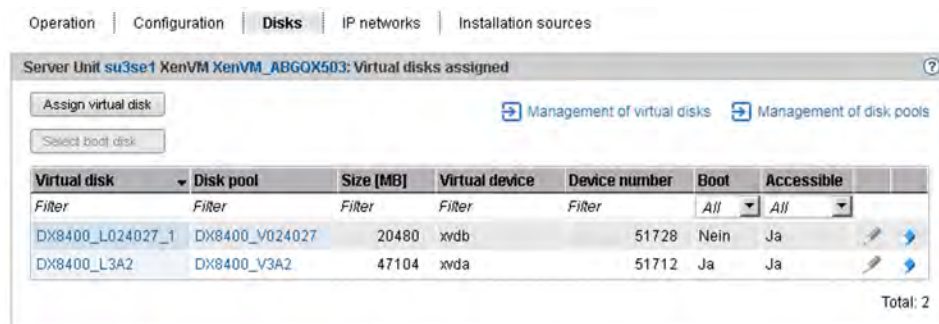 Operation Configuration Disks IP networks Installation sources
Server Unit su3se1 XenVM XenVM_ABGQX503: Virtual disks assigned ?
Assign virtual disk Management of virtual disks Management of disk pools
Select boot disk
Virtual disk Disk pool Size [MB] Virtual device Device number Boot Accessible
Filter Filter Filter Filter Filter All All
DX8400_L024027_1 DX8400_V024027 20480 xvdb 51728 Nein Ja
DX8400_L3A2 DX8400_V3A2 47104 xvda 51712 Ja Ja
Total: 2